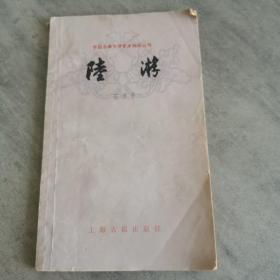 中国古典文学基本知识丛书
陸游
上海古籍出版社